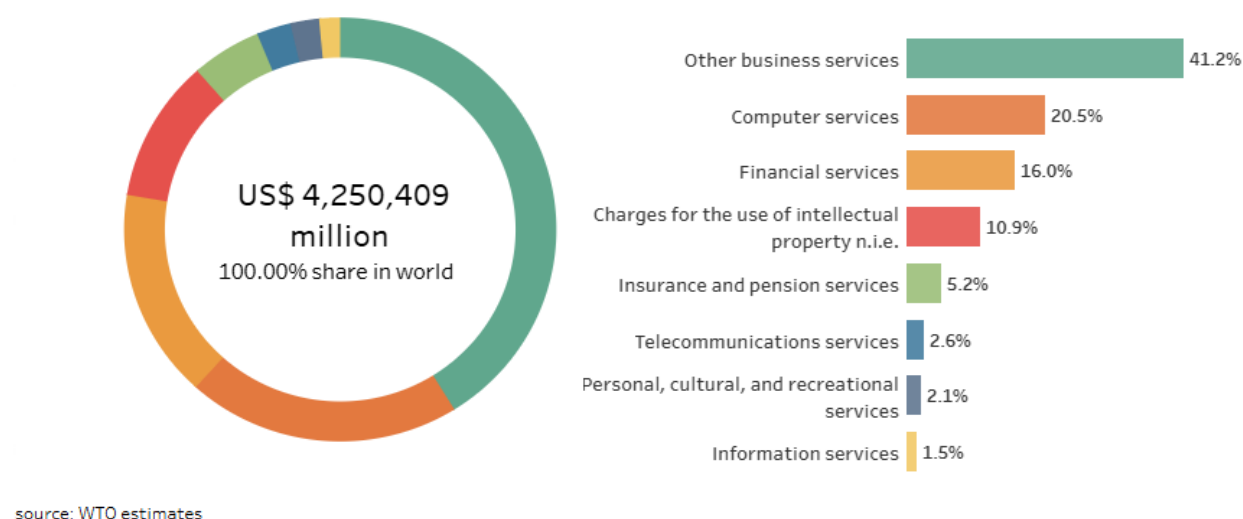 US$ 4,250,409
million
100.00% share in world
Other business services 41.2%
Computer services 20.5%
Financial services 16.0%
Charges for the use of intellectual
property n.i.e. 10.9%
Insurance and pension services 5.2%
Telecommunications services 2.6%
Personal, cultural, and recreational
services 2.1%
Information services 1.5%
source: WTO estimates